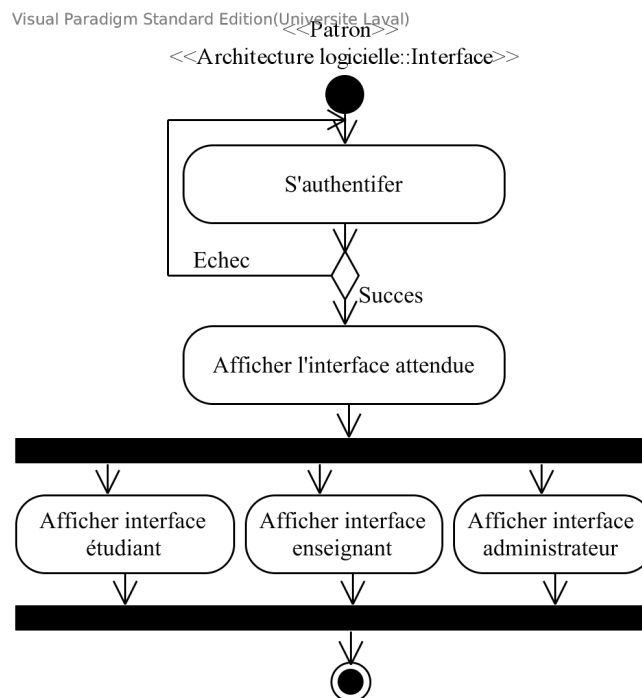 Visual Paradigm Standard Edition(Universite Laval)
<<Patron>>
<<Architecture logicielle::Interface>>
S'authentifer
Echec
Succes
Afficher l'interface attendue
Afficher interface
étudiant
Afficher interface
enseignant
Afficher interface
administrateur